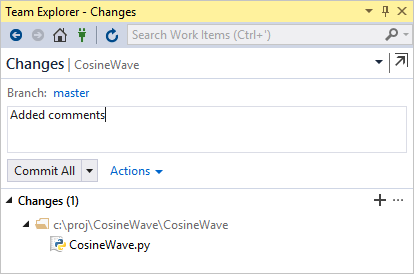 Team Explorer - Changes
Search Work Items (Ctrl+')
Changes | CosineWave
Branch: master
Added comments
Commit All Actions
Changes (1)
c:\proj\CosineWave\CosineWave
CosineWave.py